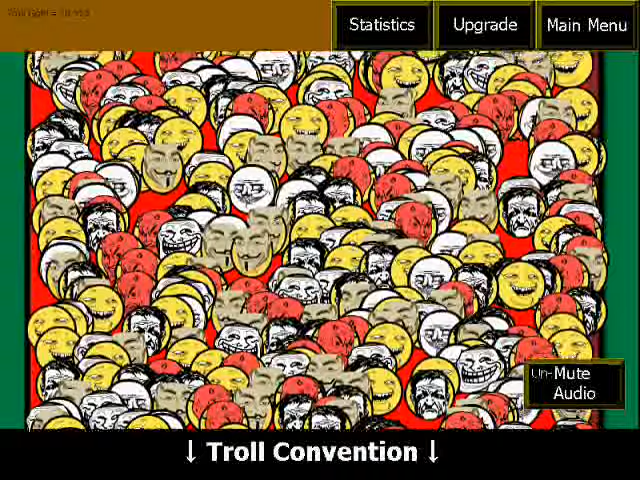 Statistics
Upgrade
Main Menu
Un-Mute
Audio
↓ Troll Convention ↓